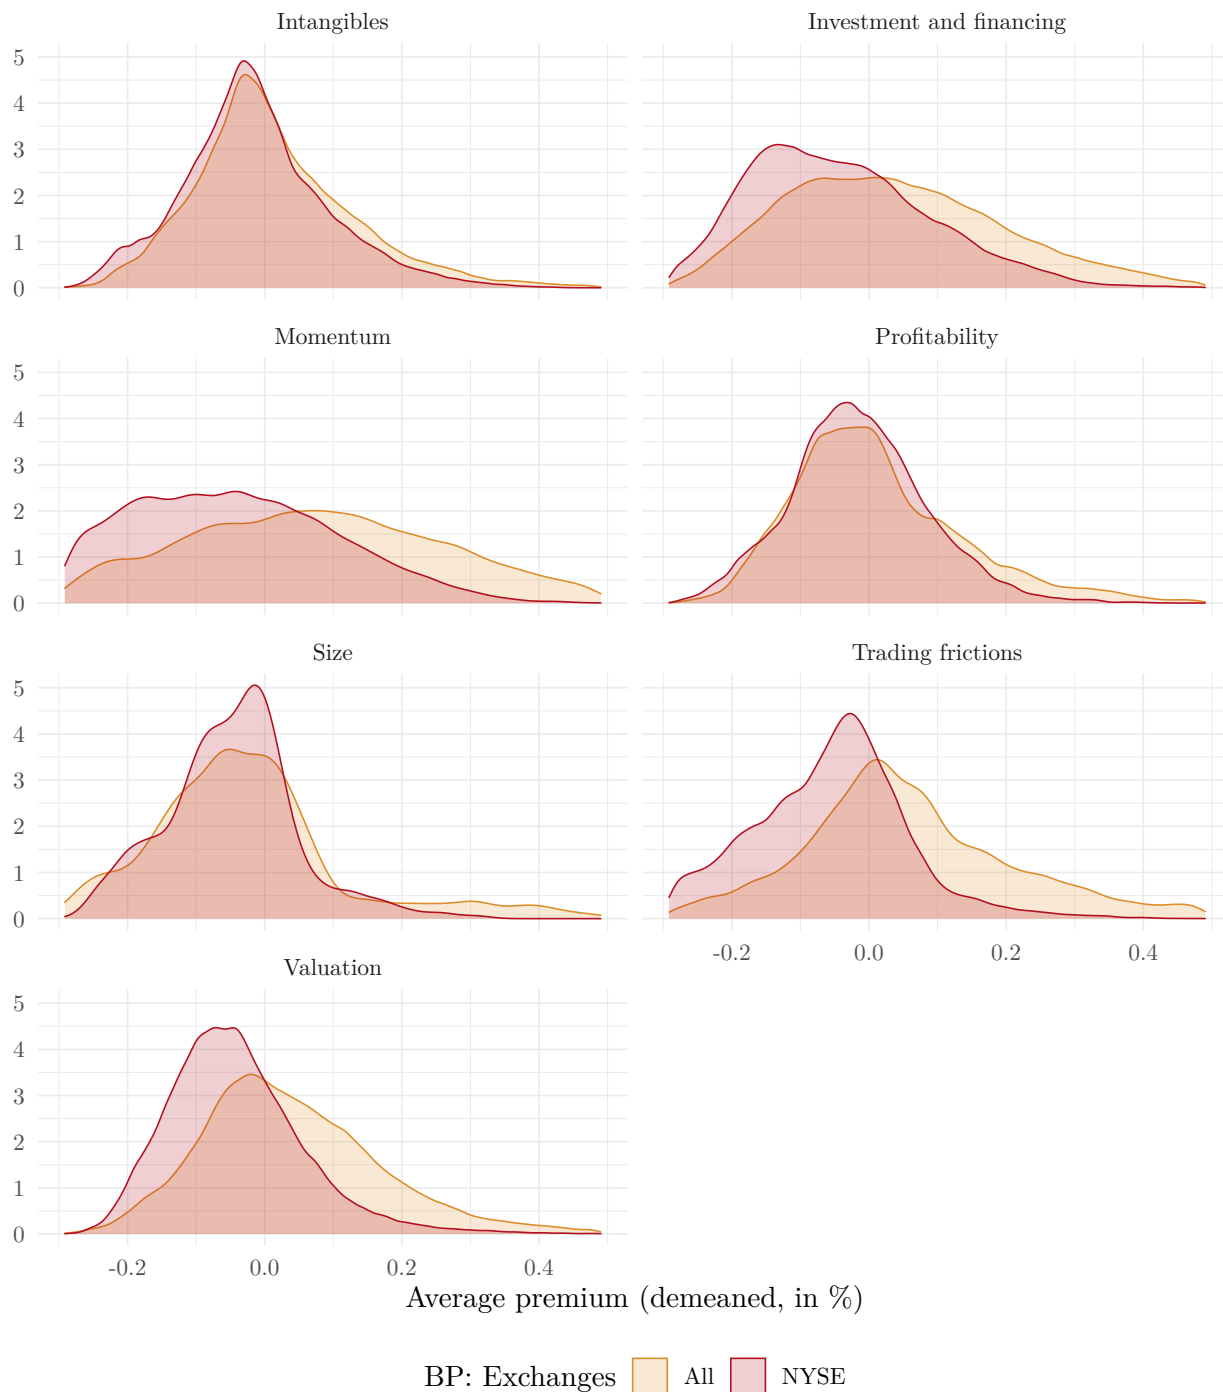 Intangibles
Investment and financing
5
4
3
2
1
0
Momentum
Profitability
5
4
3
2
1
0
Size
Trading frictions
5
4
3
2
1
0
-0.2 0.0 0.2 0.4
Valuation
5
4
3
2
1
0
-0.2 0.0 0.2 0.4
Average premium (demeaned, in %)
BP: Exchanges All NYSE